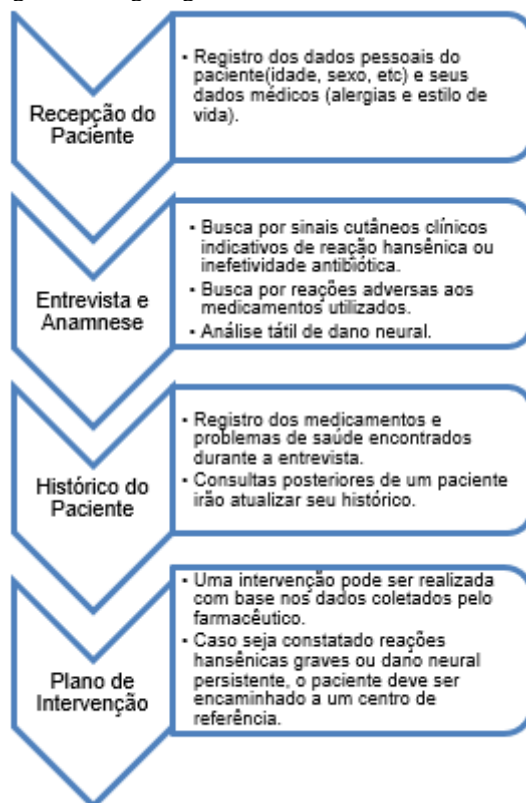 Recepção do
Paciente
• Registro dos dados pessoais do
paciente(idade, sexo, etc) e seus
dados médicos (alergias e estilo de
vida).
Entrevista e
Anamnese
• Busca por sinais cutâneos clínicos
indicativos de reação hansênica ou
inefetividade antibiótica.
• Busca por reações adversas aos
medicamentos utilizados.
• Análise tátil de dano neural.
Histórico do
Paciente
• Registro dos medicamentos e
problemas de saúde encontrados
durante a entrevista.
• Consultas posteriores de um paciente
irão atualizar seu histórico.
Plano de
Intervenção
• Uma intervenção pode ser realizada
com base nos dados coletados pelo
farmacêutico.
• Caso seja constatado reações
hansênicas graves ou dano neural
persistente, o paciente deve ser
encaminhado a um centro de
referência.